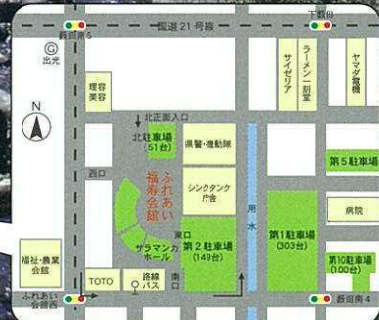 国道21号線
藪田南5
下奈良
G
出光
理容
美容
サイゼリア
ラーメン一刻堂
ヤマダ電機
N
北正面入口
北駐車場
(51台)
県警・機動隊
第5駐車場
西口
ふれあい
福寿会館
シンクタンク
庁舎
用水
病院
東口
サラマンカ
ホール
第2駐車場
(149台)
第1駐車場
(303台)
第10駐車場
(100台)
福祉・農業
会館
TOTO
路線
バス
南口
ふれあい
会館西
薮田南4